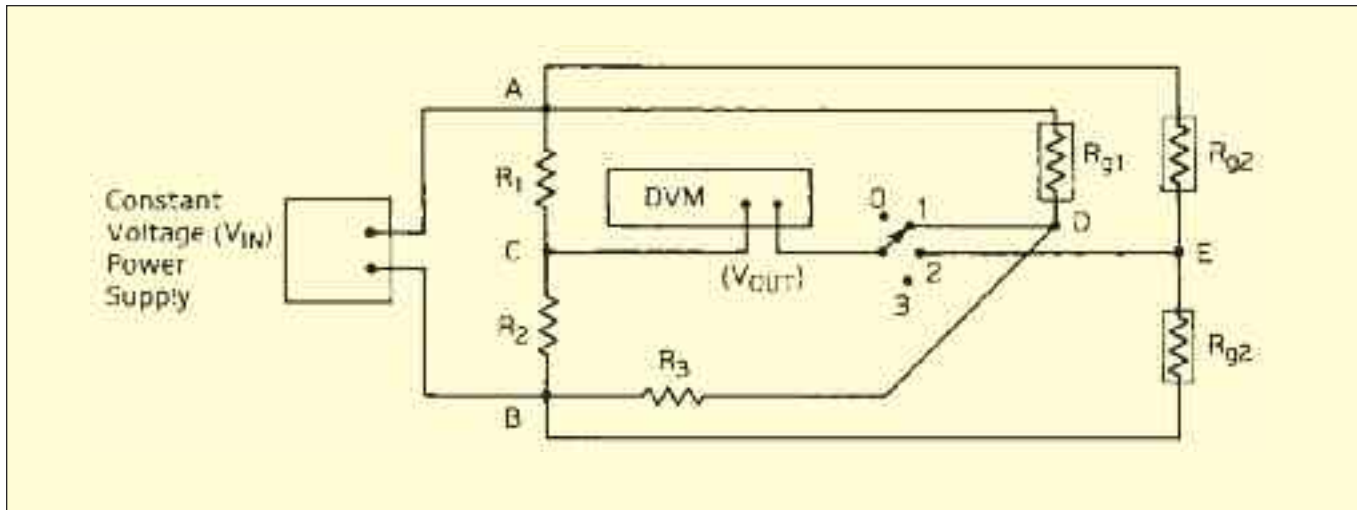 Constant
Voltage (VIN)
Power
Supply
A
R1
C
R2
B
DVM
(VOUT)
0
1
2
3
R3
Rg1
D
Rg2
E
Rg2